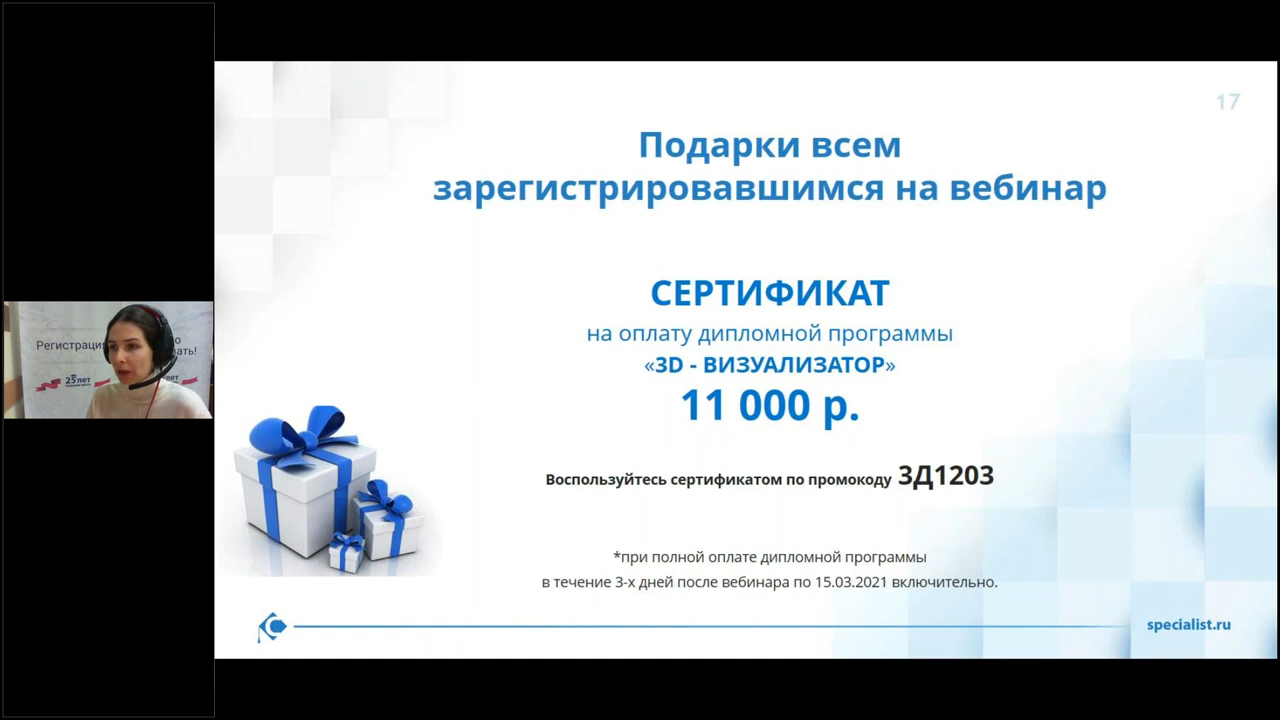 17
Подарки всем
зарегистрировавшимся на вебинар
СЕРТИФИКАТ
на оплату дипломной программы
«3D - ВИЗУАЛИЗАТОР»
11 000 р.
Воспользуйтесь сертификатом по промокоду 3Д1203
*при полной оплате дипломной программы
в течение 3-х дней после вебинара по 15.03.2021 включительно.
specialist.ru
Регистрация
25 лет